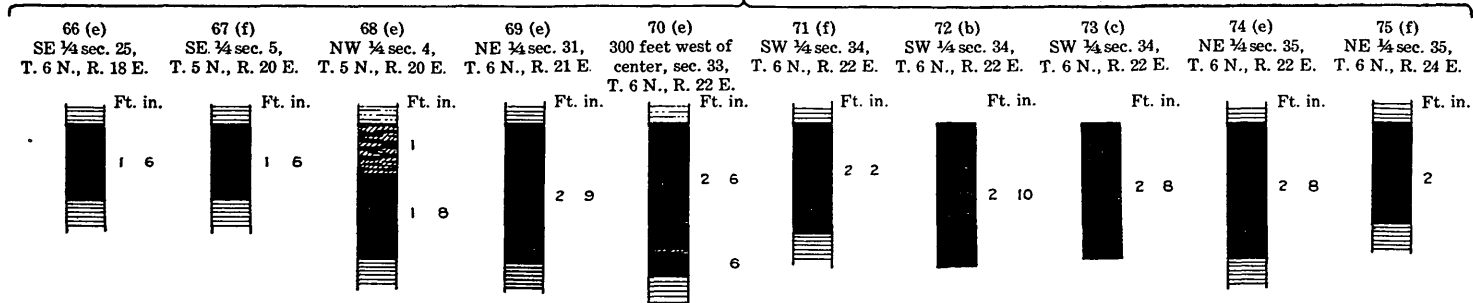 66 (e)
SE ¼ sec. 25,
T. 6 N., R. 18 E.
Ft. in.
1 6
67 (f)
SE. ¼ sec. 5,
T. 5 N., R. 20 E.
Ft. in.
1 6
68 (e)
NW ¼ sec. 4,
T. 5 N., R. 20 E.
Ft. in.
1
1 8
69 (e)
NE ¼ sec. 31,
T. 6 N., R. 21 E.
Ft. in.
2 9
70 (e)
300 feet west of
center, sec. 33,
T. 6 N., R. 22 E.
Ft. in.
2 6
6
71 (f)
SW ¼ sec. 34,
T. 6 N., R. 22 E.
Ft. in.
2 2
72 (b)
SW ¼ sec. 34,
T. 6 N., R. 22 E.
Ft. in.
2 10
73 (c)
SW ¼ sec. 34,
T. 6 N., R. 22 E.
Ft. in.
2 8
74 (e)
NE ¼ sec. 35,
T. 6 N., R. 22 E.
Ft. in.
2 8
75 (f)
NE ¼ sec. 35,
T. 6 N., R. 24 E.
Ft. in.
2